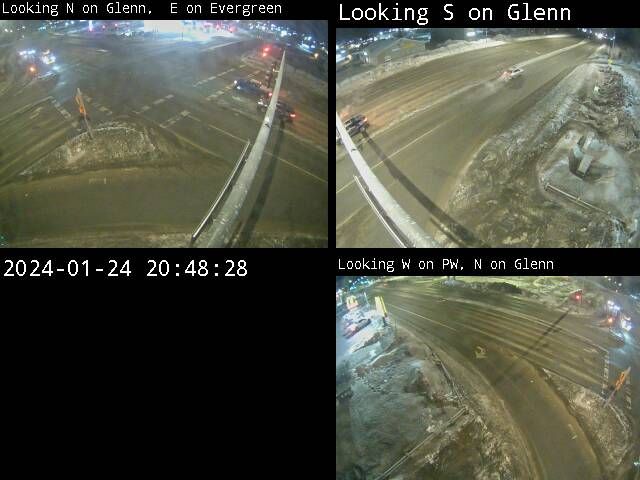 Looking N on Glenn, E on Evergreen
Looking S on Glenn
2024-01-24 20:48:28
Looking W on PW, N on Glenn